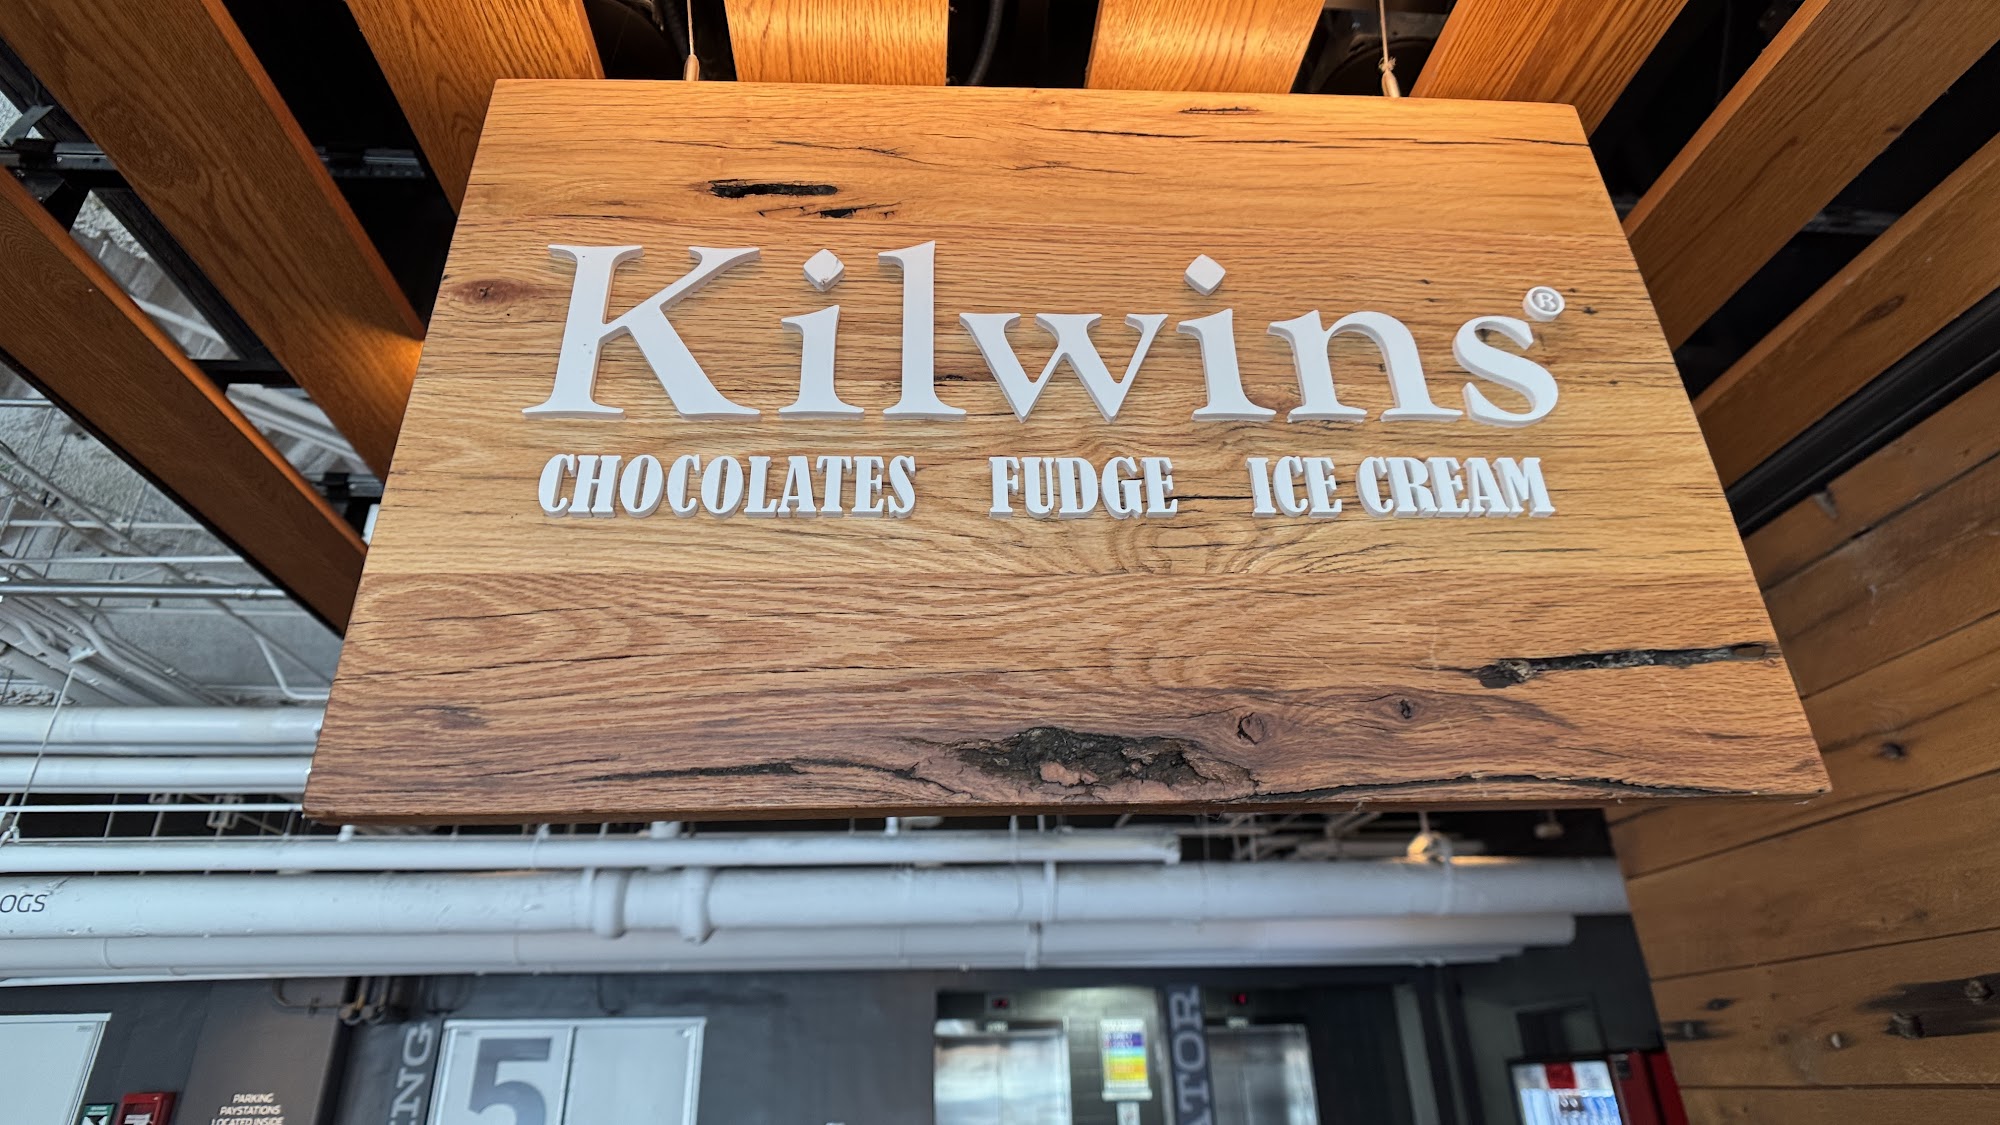 Kilwins®
CHOCOLATES FUDGE ICE CREAM
OGS
5
PARKING
PAYSTATIONS
LOCATED INSIDE